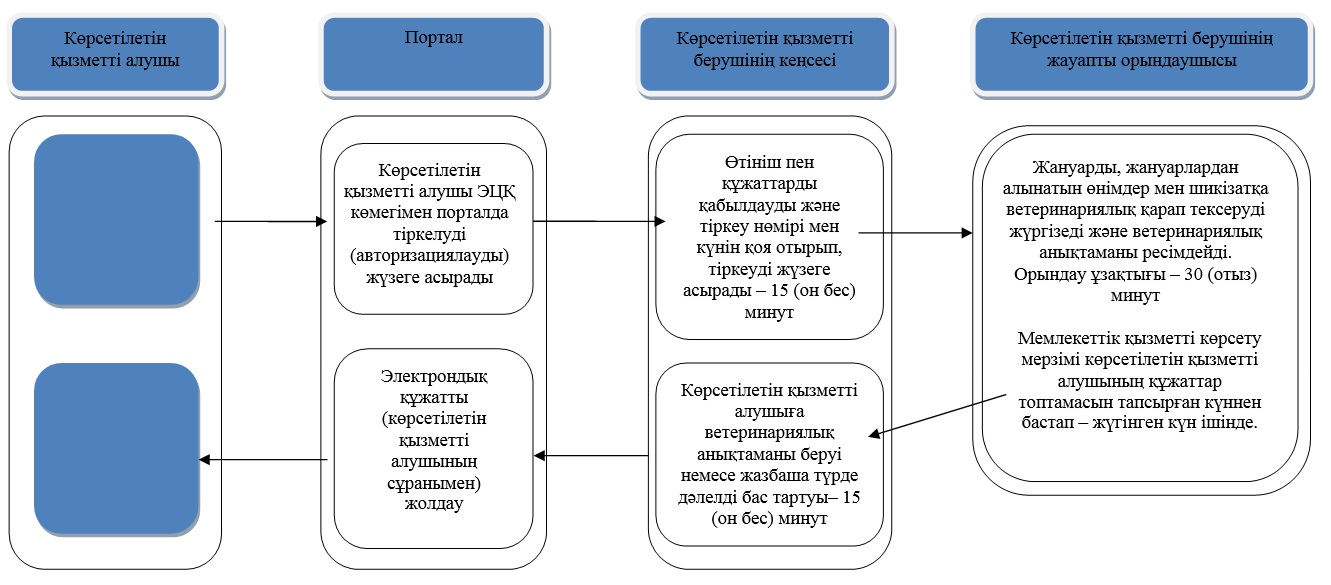 Көрсетілетін
қызметті алушы
Портал
Көрсетілетін қызметті
берушінің кеңсесі
Көрсетілетін қызметті берушінің
жауапты орындаушысы
Көрсетілетін
қызметті алушы ЭЦҚ
көмегімен порталда
тіркелуді
(авторизациялауды)
жүзеге асырады
Өтініш пен
құжаттарды
қабылдауды және
тіркеу нөмірі мен
күнін қоя отырып,
тіркеуді жүзеге
асырады – 15 (он бес)
минут
Жануарды, жануарлардан
алынатын өнімдер мен шикізатқа
ветеринариялық қарап тексеруді
жүргізеді және ветеринариялық
анықтаманы ресімдейді.
Орындау ұзақтығы – 30 (отыз)
минут
Мемлекеттік қызметті көрсету
мерзімі көрсетілетін қызметті
алушының құжаттар
топтамасын тапсырған күннен
бастап – жүгінген күн ішінде.
Көрсетілетін қызметті
алушыға
ветеринариялық
анықтаманы беруі
немесе жазбаша түрде
дәлелді бас тартуы– 15
(он бес) минут
Электрондық
құжатты
(көрсетілетін
қызметті
алушының
сұранымен)
жолдау